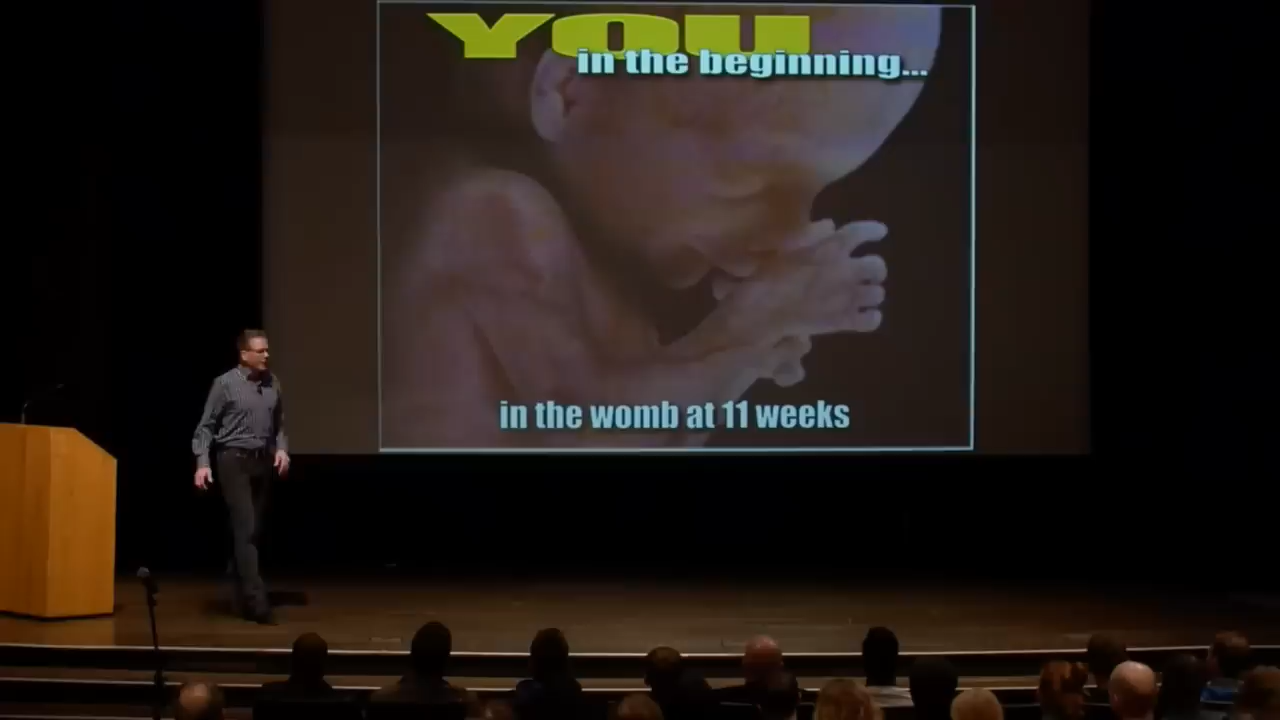 YOU
in the beginning...
in the womb at 11 weeks